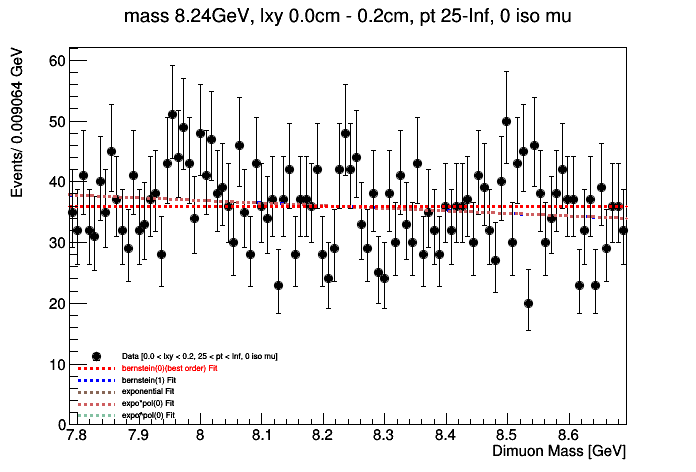 mass 8.24GeV, lxy 0.0cm - 0.2cm, pt 25-Inf, 0 iso mu
Events/ 0.009064 GeV
60
50
40
30
20
10
0
Data [0.0 < lxy < 0.2, 25 < pt < Inf, 0 iso mu]
bernstein(0)(best order) Fit
bernstein(1) Fit
exponential Fit
expo*pol(0) Fit
expo*pol(0) Fit
7.8 7.9 8 8.1 8.2 8.3 8.4 8.5 8.6
Dimuon Mass [GeV]